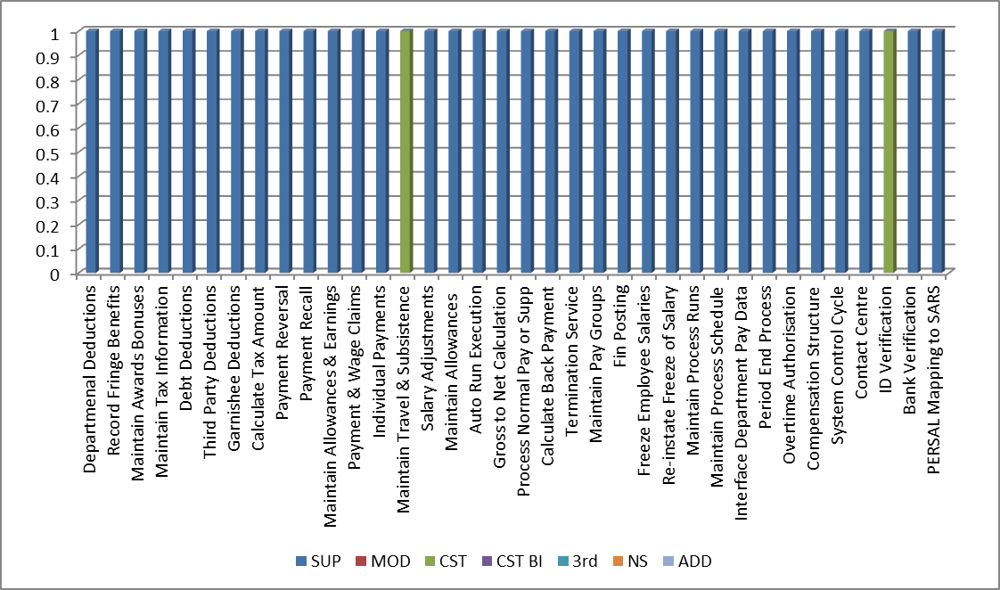 1
0.9
0.8
0.7
0.6
0.5
0.4
0.3
0.2
0.1
0
Departmenal Deductions
Record Fringe Benefits
Maintain Awards Bonuses
Maintain Tax Information
Debt Deductions
Third Party Deductions
Garnishee Deductions
Calculate Tax Amount
Payment Reversal
Payment Recall
Maintain Allowances & Earnings
Payment & Wage Claims
Individual Payments
Maintain Travel & Subsistence
Salary Adjustments
Maintain Allowances
Auto Run Execution
Gross to Net Calculation
Process Normal Pay or Supp
Calculate Back Payment
Termination Service
Maintain Pay Groups
Fin Posting
Freeze Employee Salaries
Re-instate Freeze of Salary
Maintain Process Runs
Maintain Process Schedule
Interface Department Pay Data
Period End Process
Overtime Authorisation
Compensation Structure
System Control Cycle
Contact Centre
ID Verification
Bank Verification
PERSAL Mapping to SARS
SUP MOD CST CST BI 3rd NS ADD